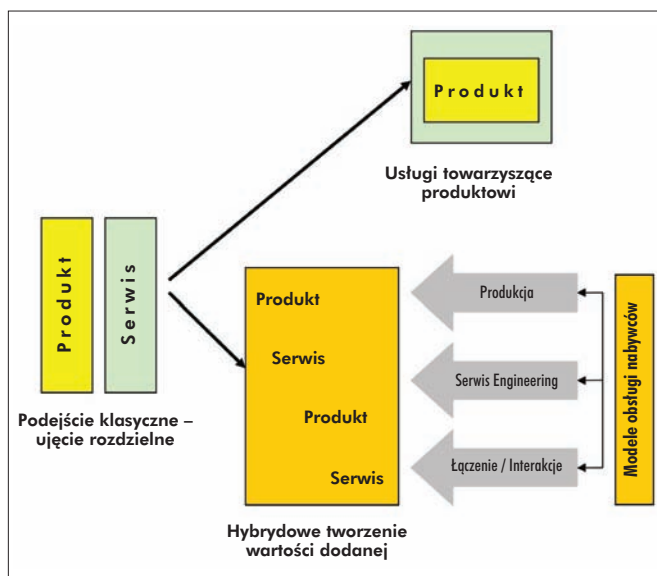 Produkt
Usługi towarzyszące
produktowi
Produkt
Serwis
Podejście klasyczne –
ujęcie rozdzielne
Produkt
Serwis
Produkt
Serwis
Hybrydowe tworzenie
wartości dodanej
Produkcja
Serwis Engineering
Łączenie / Interakcje
Modele obsługi nabywców